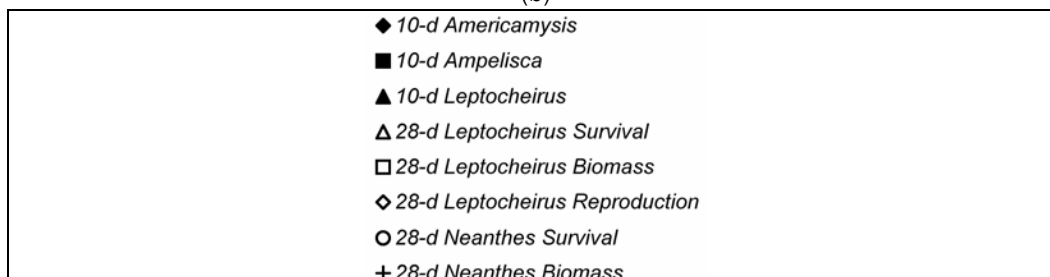 (b)
10-d Americamysis
10-d Ampelisca
10-d Leptocheirus
28-d Leptocheirus Survival
28-d Leptocheirus Biomass
28-d Leptocheirus Reproduction
28-d Neanthes Survival
28-d Neanthes Biomass